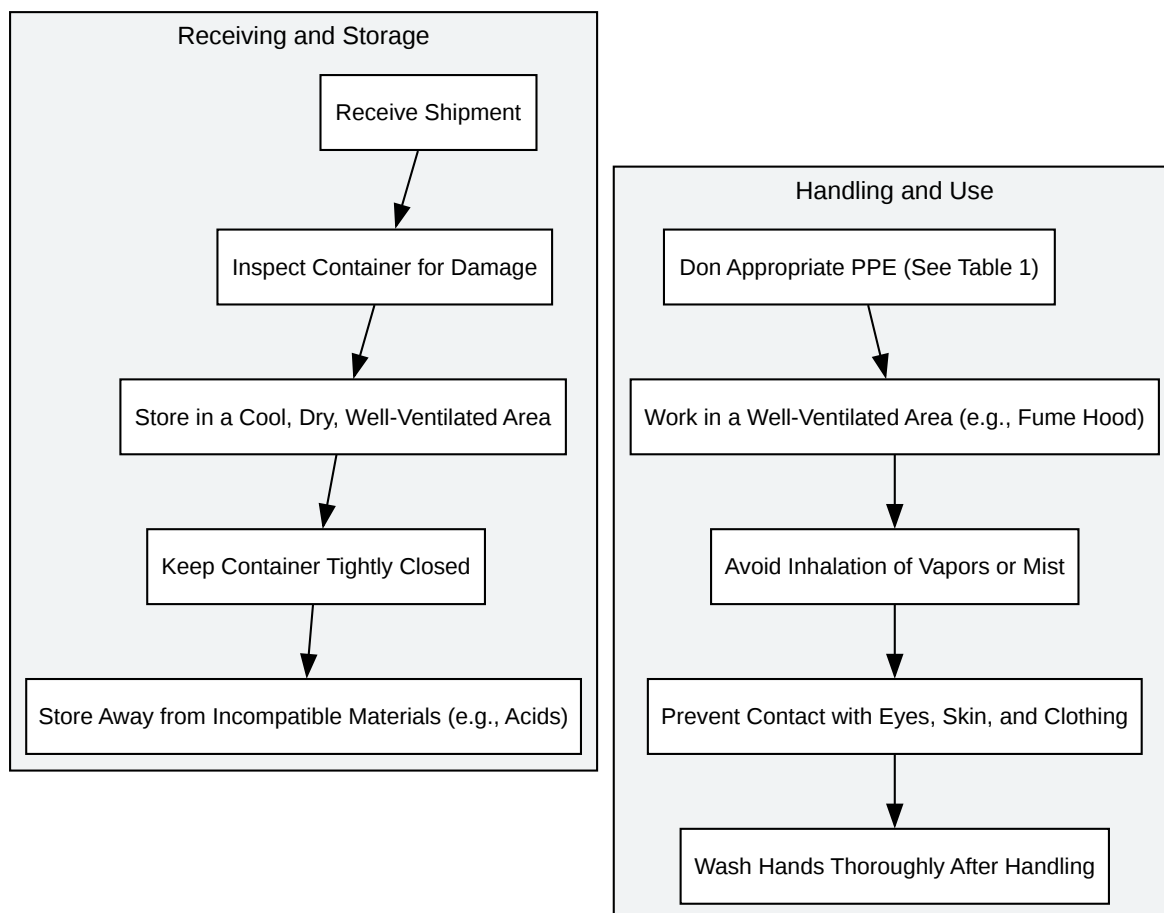 Receiving and Storage
Receive Shipment
Inspect Container for Damage
Store in a Cool, Dry, Well-Ventilated Area
Keep Container Tightly Closed
Store Away from Incompatible Materials (e.g., Acids)
Handling and Use
Don Appropriate PPE (See Table 1)
Work in a Well-Ventilated Area (e.g., Fume Hood)
Avoid Inhalation of Vapors or Mist
Prevent Contact with Eyes, Skin, and Clothing
Wash Hands Thoroughly After Handling